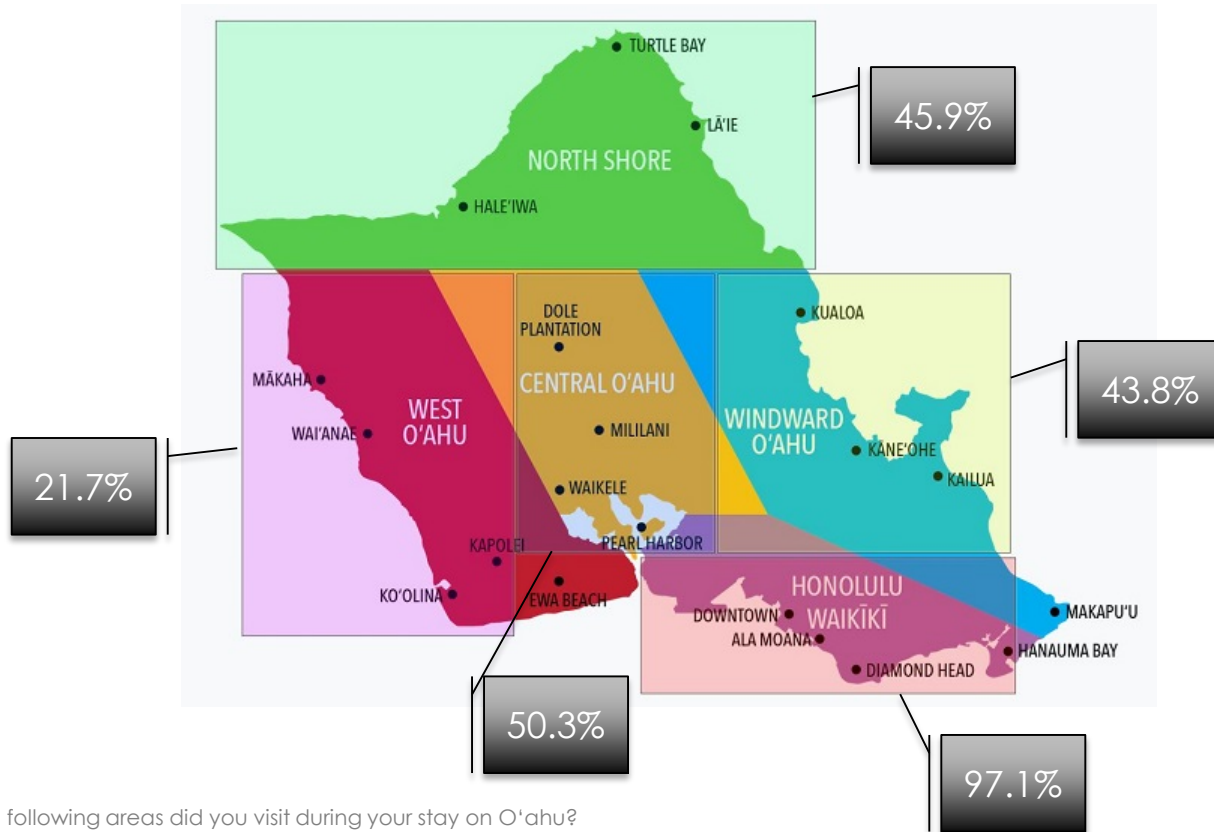 TURTLE BAY
LĀ‘IE
NORTH SHORE
HALE‘IWA
45.9%
DOLE
PLANTATION
KUALOA
MĀKAHA
CENTRAL O‘AHU
43.8%
WEST
O‘AHU
WAI‘ANAE
MILILANI
WINDWARD
O‘AHU
KĀNE‘OHE
KAILUA
21.7%
WAIKELE
PEARL HARBOR
KAPOLEI
KO‘OLINA
EWA BEACH
HONOLULU
WAIKĪKĪ
DOWNTOWN
ALA MOANA
DIAMOND HEAD
MAKAPU‘U
HANAUMA BAY
50.3%
97.1%
following areas did you visit during your stay on O‘ahu?